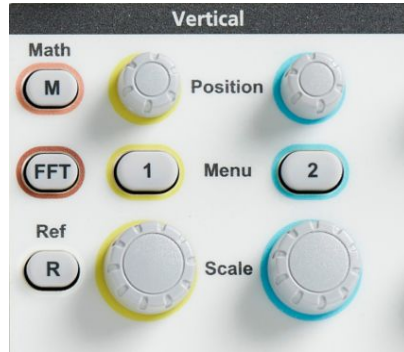 Vertical
Math
M
Position
FFT
1
Menu
2
Ref
R
Scale